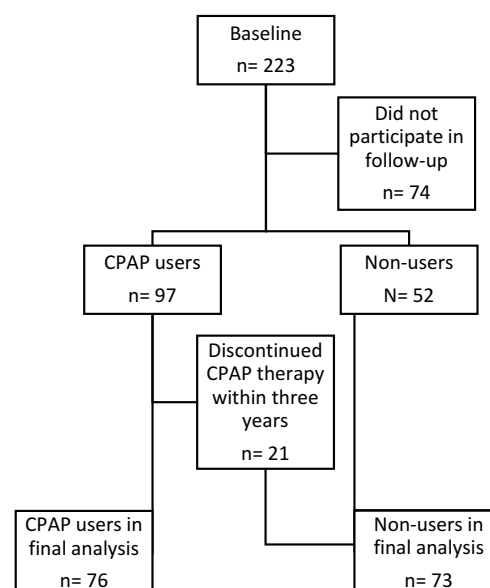 Baseline
n= 223
Did not
participate in
follow-up
n= 74
CPAP users
n= 97
Non-users
N= 52
Discontinued
CPAP therapy
within three
years
n= 21
CPAP users in
final analysis
n= 76
Non-users in
final analysis
n= 73